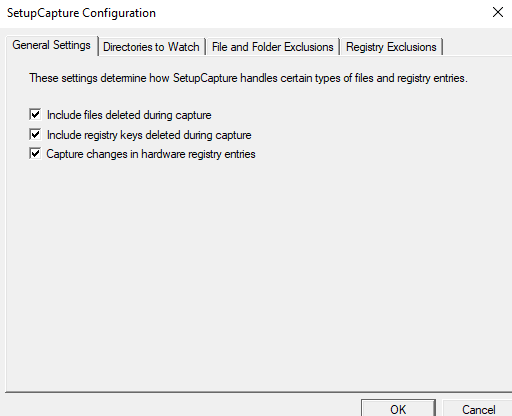 SetupCapture Configuration
General Settings Directories to Watch File and Folder Exclusions Registry Exclusions
These settings determine how SetupCapture handles certain types of files and registry entries.
Include files deleted during capture
Include registry keys deleted during capture
Capture changes in hardware registry entries
OK Cancel